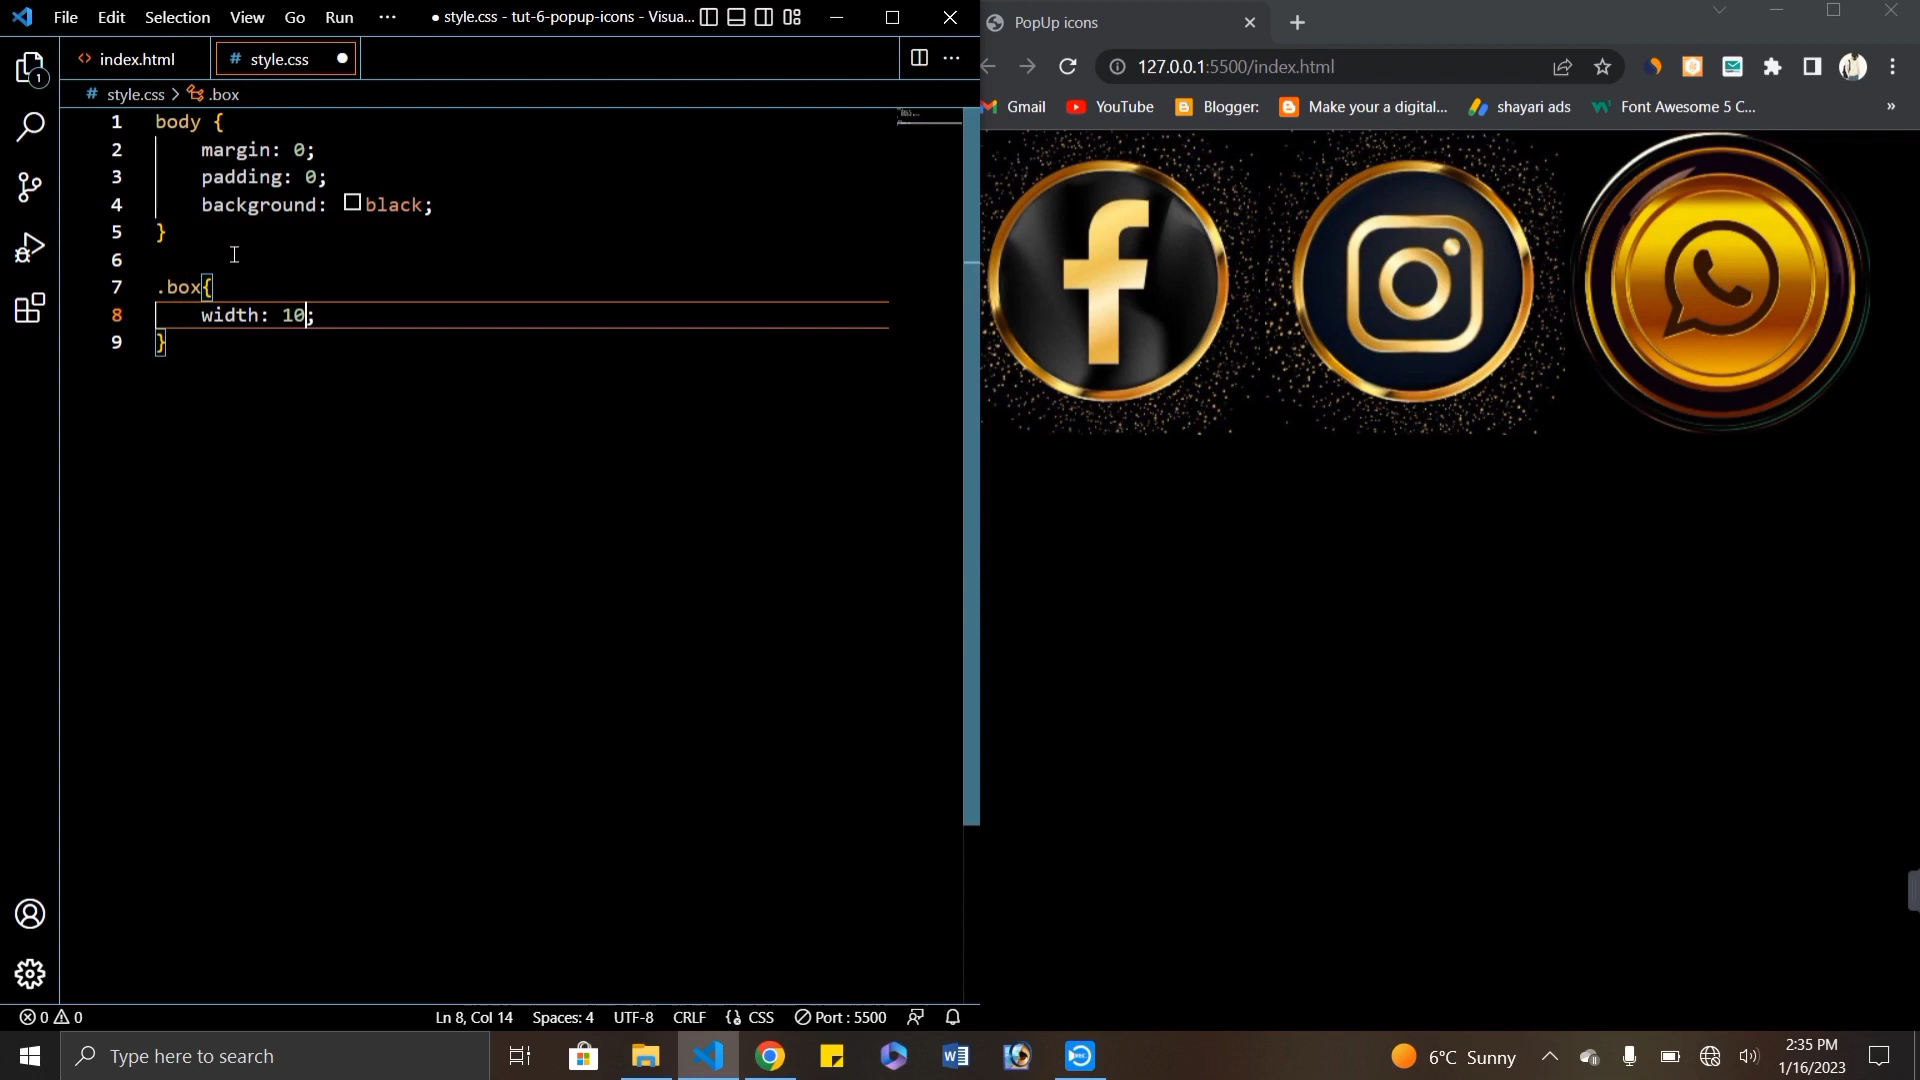 File Edit Selection View Go Run ··· ● style.css - tut-6-popup-icons - Visua...
index.html
# style.css
# style.css > .box
1 body {
2 margin: 0;
3 padding: 0;
4 background: black;
5 }
6
7 .box{
8 width: 10;
9 }
1
0 0
Ln 8, Col 14 Spaces: 4 UTF-8 CRLF CSS Port : 5500
PopUp icons
127.0.0.1:5500/index.html
Gmail YouTube Blogger: Make your a digital... shayari ads Font Awesome 5 C... »
Type here to search
6°C Sunny
2:35 PM
1/16/2023